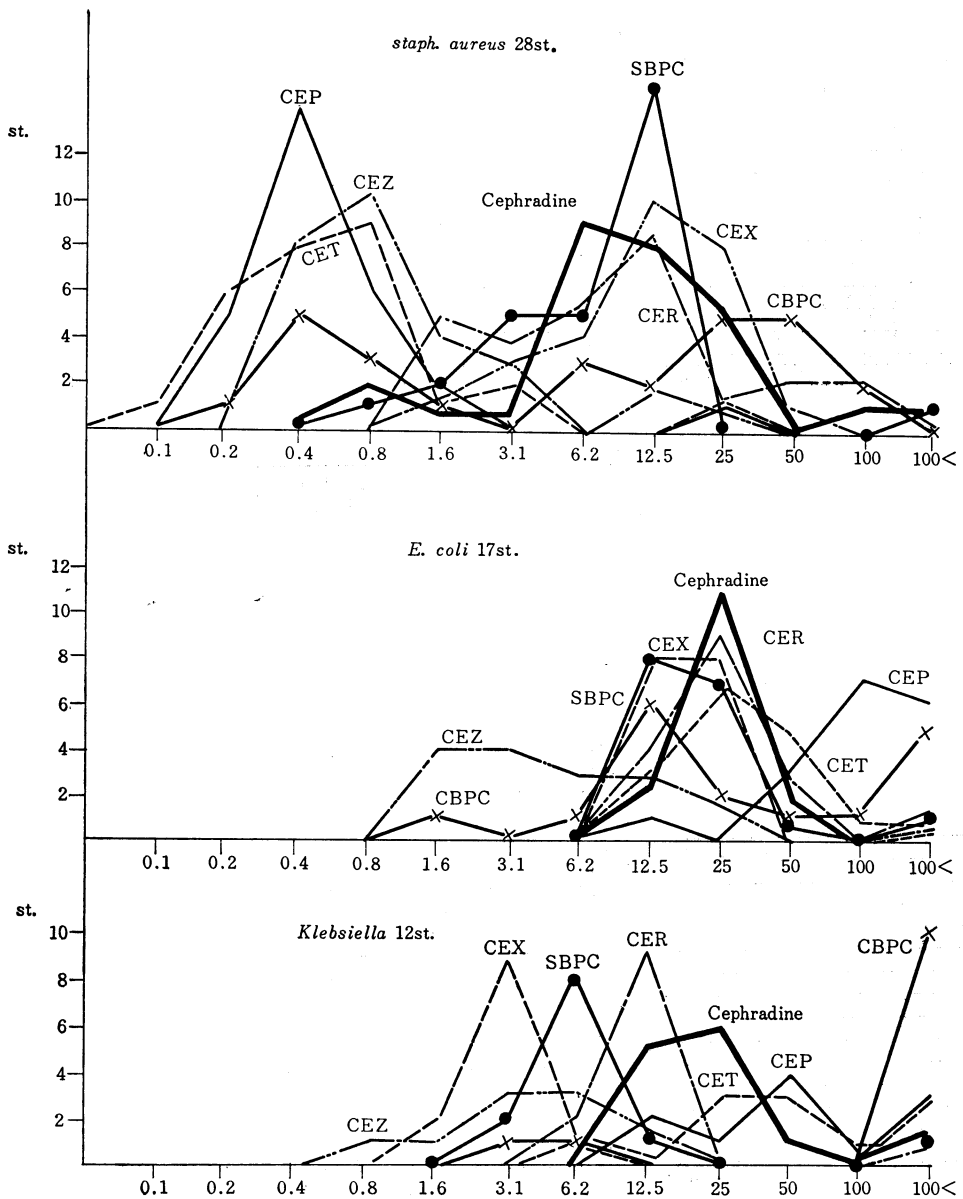 staph. aureus 28st.
SBPC
CEP
st.
12
CEZ
10
Cephradine
8
CET
CEX
6
CER
CBPC
4
2
0.1 0.2 0.4 0.8 1.6 3.1 6.2 12.5 25 50 100 100<
st.
E. coli 17st.
12
Cephradine
10
CEX
CER
8
CEP
SBPC
6
CEZ
4
CET
CBPC
2
0.1 0.2 0.4 0.8 1.6 3.1 6.2 12.5 25 50 100 100<
st.
10
Klebsiella 12st.
CEX
SBPC
CER
CBPC
8
Cephradine
6
CEP
4
CET
CEZ
2
0.1 0.2 0.4 0.8 1.6 3.1 6.2 12.5 25 50 100 100<